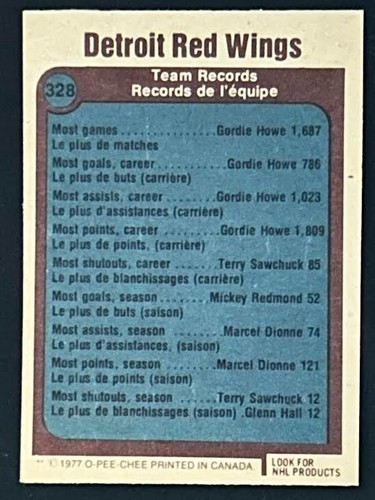 Detroit Red Wings
328
Team Records
Records de l'équipe
Most games ............ Gordie Howe 1,687
Le plus de matches
Most goals, career ......... Gordie Howe 786
Le plus de buts (carrière)
Most assists, career ....... Gordie Howe 1,023
Le plus d'assistances (carrière)
Most points, career ........ Gordie Howe 1,809
Le plus de points, (carrière)
Most shutouts, career ...... Terry Sawchuck 85
Le plus de blanchissages (carrière)
Most goals, season ....... Mickey Redmond 52
Le plus de buts (saison)
Most assists, season ....... Marcel Dionne 74
Le plus d'assistances, (saison)
Most points, season ...... Marcel Dionne 121
Le plus de points (saison)
Most shutouts, season ..... Terry Sawchuck 12
Le plus de blanchissages (saison) .Glenn Hall 12
** © 1977 O-PEE-CHEE PRINTED IN CANADA.
LOOK FOR
NHL PRODUCTS